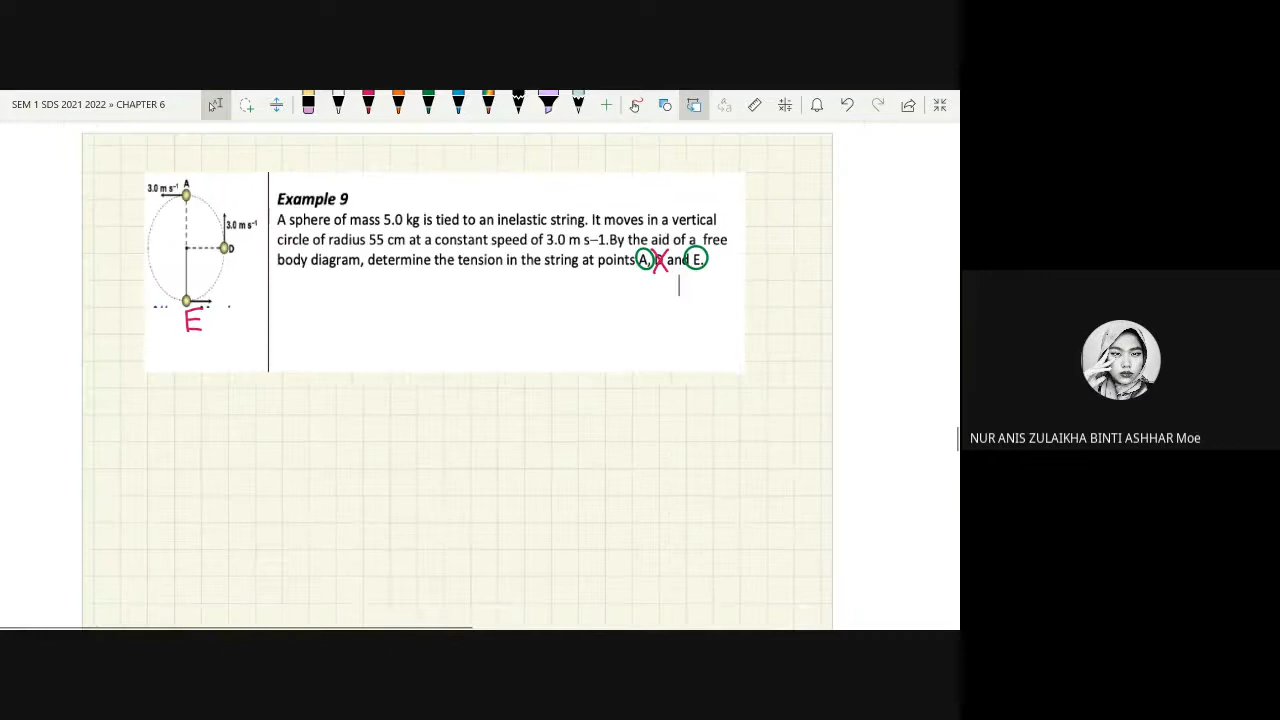 SEM 1 SDS 2021 2022 » CHAPTER 6
3.0 m s⁻¹ A
3.0 m s⁻¹
D
E
Example 9
A sphere of mass 5.0 kg is tied to an inelastic string. It moves in a vertical
circle of radius 55 cm at a constant speed of 3.0 m s–1.By the aid of a free
body diagram, determine the tension in the string at points A, D and E.
NUR ANIS ZULAIKHA BINTI ASHHAR Moe